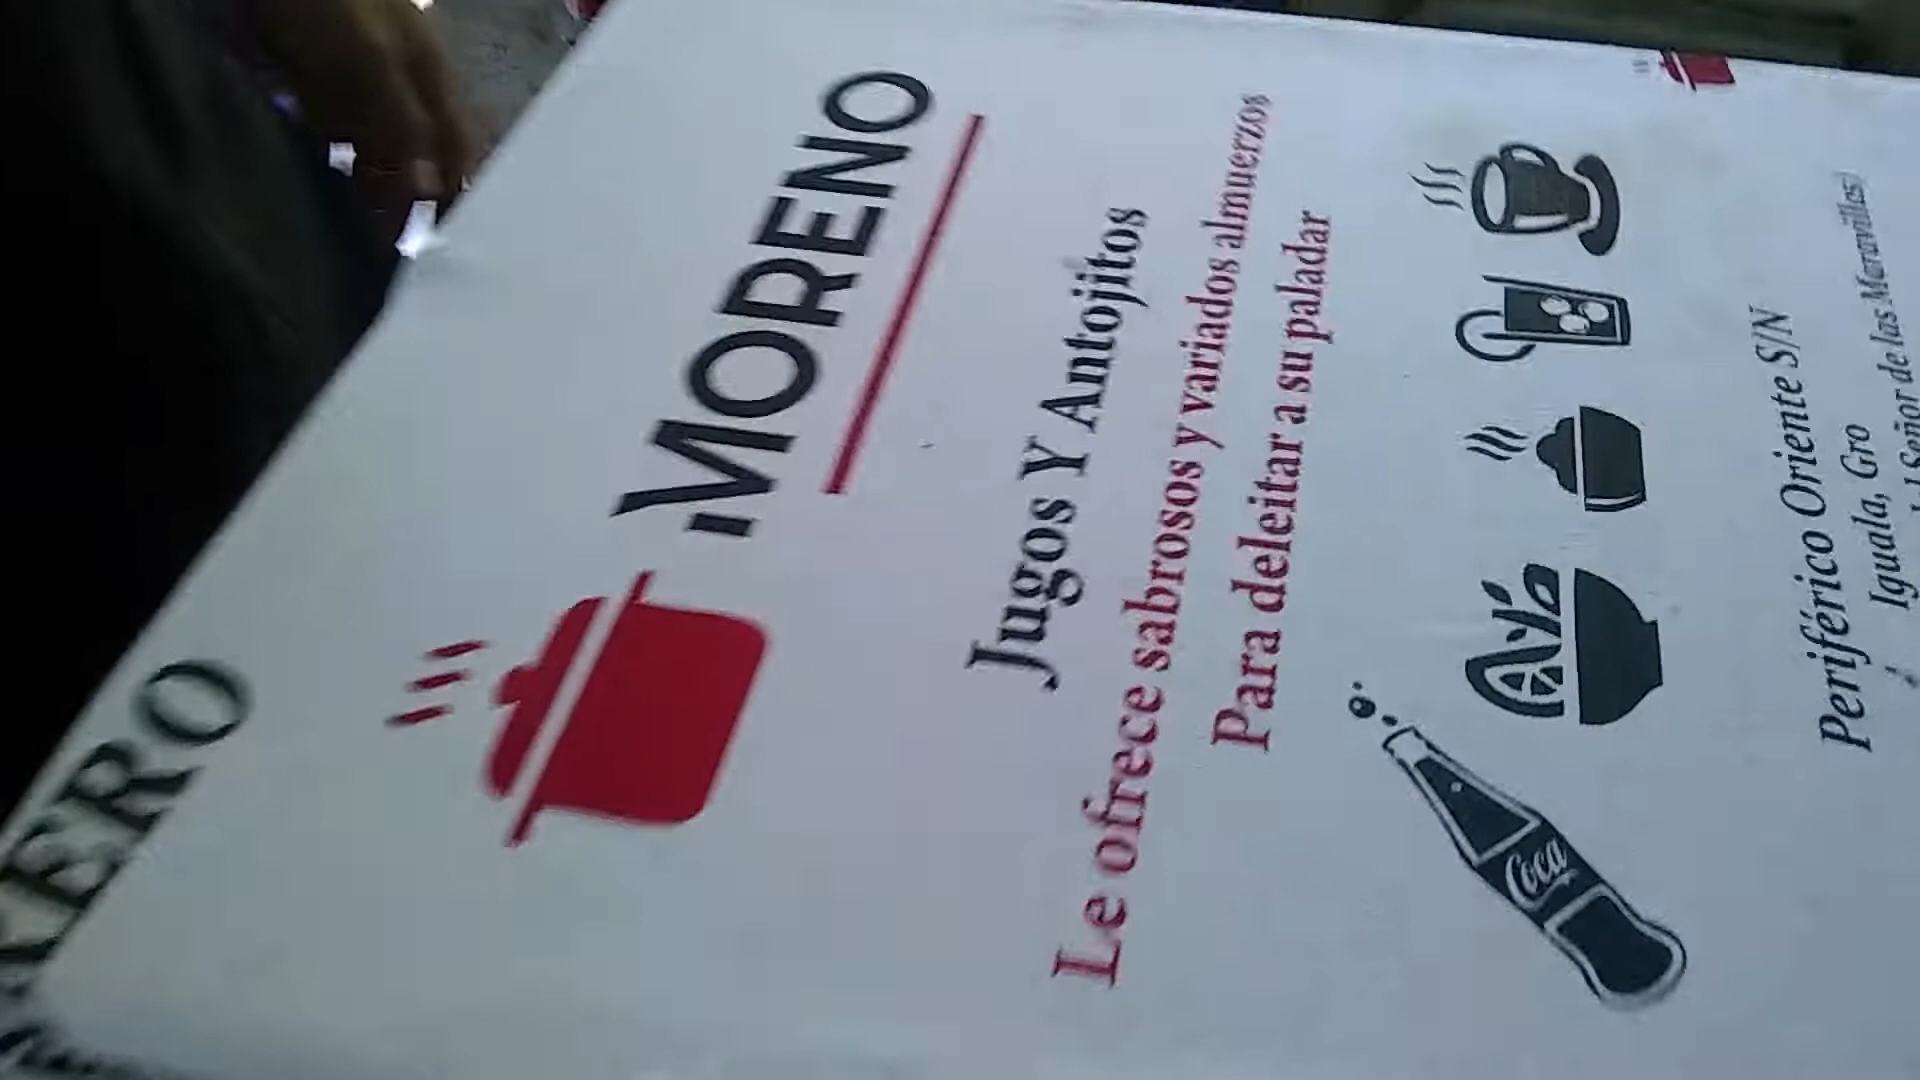 MORENO
Jugos Y Antojitos
Le ofrece sabrosos y variados almuerzos
Para deleitar a su paladar
Coca
Periférico Oriente S/N
Iguala, Gro
Señor de las Maravillas)
ERO